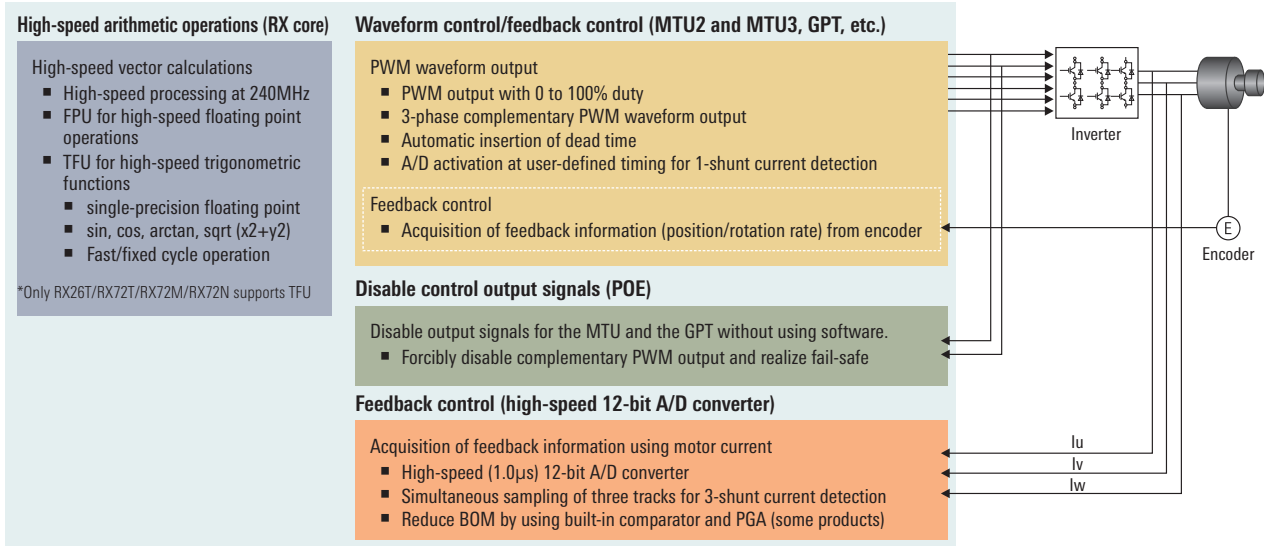 High-speed arithmetic operations (RX core)
High-speed vector calculations
■ High-speed processing at 240MHz
■ FPU for high-speed floating point
operations
■ TFU for high-speed trigonometric
functions
■ single-precision floating point
■ sin, cos, arctan, sqrt (x2+y2)
■ Fast/fixed cycle operation
*Only RX26T/RX72T/RX72M/RX72N supports TFU
Waveform control/feedback control (MTU2 and MTU3, GPT, etc.)
PWM waveform output
■ PWM output with 0 to 100% duty
■ 3-phase complementary PWM waveform output
■ Automatic insertion of dead time
■ A/D activation at user-defined timing for 1-shunt current detection
Feedback control
■ Acquisition of feedback information (position/rotation rate) from encoder
Disable control output signals (POE)
Disable output signals for the MTU and the GPT without using software.
■ Forcibly disable complementary PWM output and realize fail-safe
Feedback control (high-speed 12-bit A/D converter)
Acquisition of feedback information using motor current
■ High-speed (1.0µs) 12-bit A/D converter
■ Simultaneous sampling of three tracks for 3-shunt current detection
■ Reduce BOM by using built-in comparator and PGA (some products)
Inverter
E
Encoder
Iu
Iv
Iw